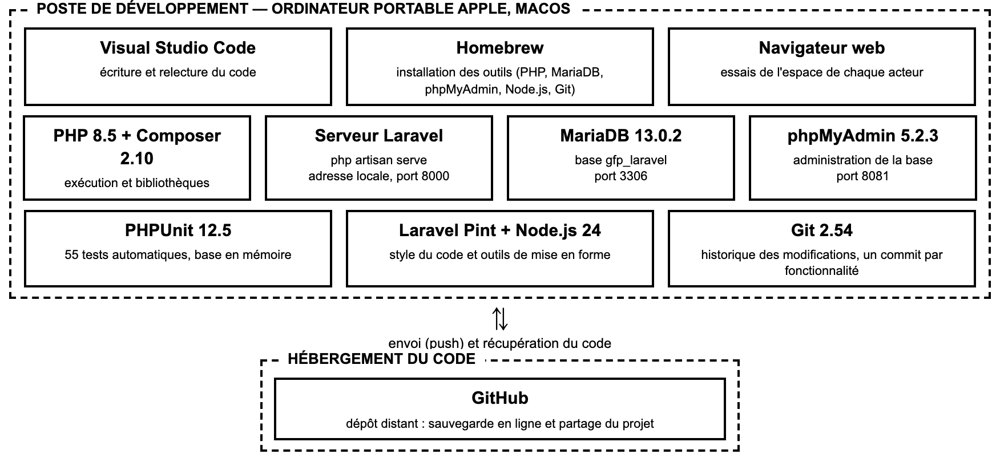 POSTE DE DÉVELOPPEMENT — ORDINATEUR PORTABLE APPLE, MACOS
Visual Studio Code
écriture et relecture du code
Homebrew
installation des outils (PHP, MariaDB,
phpMyAdmin, Node.js, Git)
Navigateur web
essais de l'espace de chaque acteur
PHP 8.5 + Composer
2.10
exécution et bibliothèques
Serveur Laravel
php artisan serve
adresse locale, port 8000
MariaDB 13.0.2
base gfp_laravel
port 3306
phpMyAdmin 5.2.3
administration de la base
port 8081
PHPUnit 12.5
55 tests automatiques, base en mémoire
Laravel Pint + Node.js 24
style du code et outils de mise en forme
Git 2.54
historique des modifications, un commit par
fonctionnalité
envoi (push) et récupération du code
HÉBERGEMENT DU CODE
GitHub
dépôt distant : sauvegarde en ligne et partage du projet